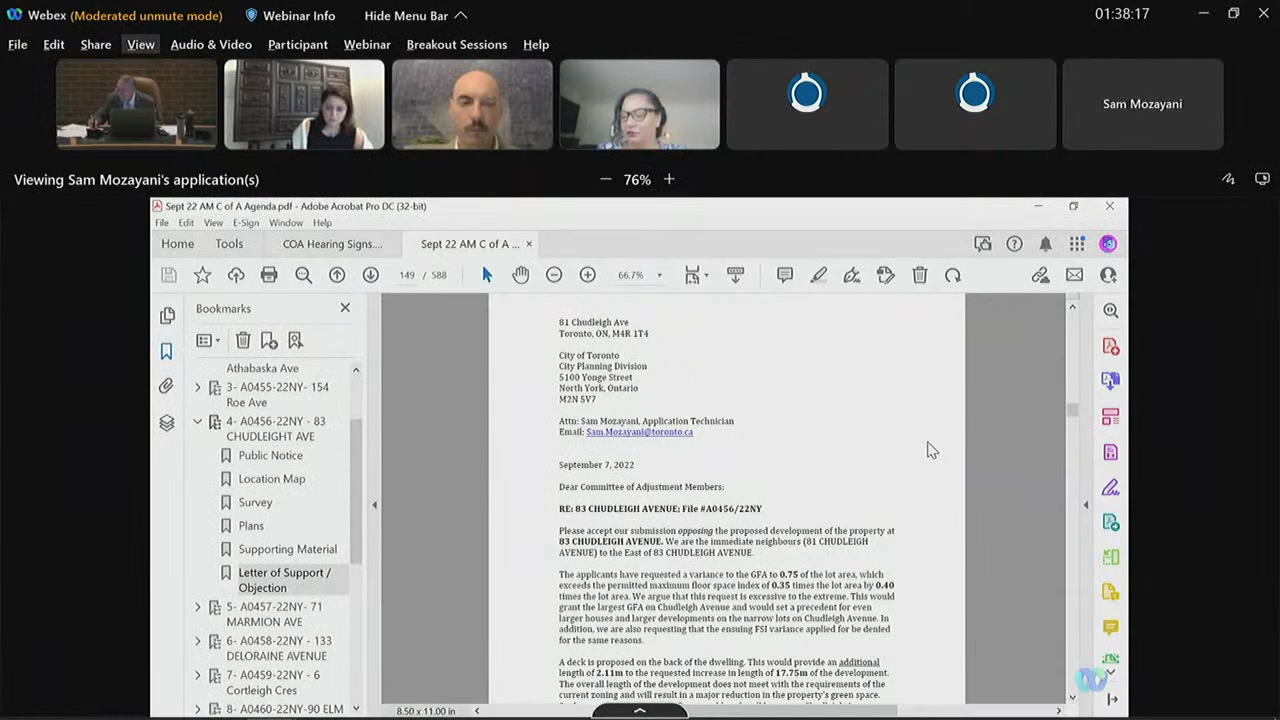 Webex (Moderated unmute mode) Webinar Info Hide Menu Bar 01:38:17
File Edit Share View Audio & Video Participant Webinar Breakout Sessions Help
Sam Mozayani
Viewing Sam Mozayani's application(s) 76%
Sept 22 AM C of A Agenda.pdf - Adobe Acrobat Pro DC (32-bit)
File Edit View E-Sign Window Help
Home Tools COA Hearing Signs.... Sept 22 AM C of A ...
149 / 588 66.7%
Bookmarks
Athabaska Ave
3- A0455-22NY- 154
Roe Ave
4- A0456-22NY - 83
CHUDLEIGHT AVE
Public Notice
Location Map
Survey
Plans
Supporting Material
Letter of Support /
Objection
5- A0457-22NY- 71
MARMION AVE
6- A0458-22NY - 133
DELORAINE AVENUE
7- A0459-22NY - 6
Cortleigh Cres
8- A0460-22NY-90 ELM
81 Chudleigh Ave
Toronto, ON, M4R 1T4
City of Toronto
City Planning Division
5100 Yonge Street
North York, Ontario
M2N 5V7
Attn: Sam Mozayani, Application Technician
Email: Sam.Mozayani@toronto.ca
September 7, 2022
Dear Committee of Adjustment Members:
RE: 83 CHUDLEIGH AVENUE; File #A0456/22NY
Please accept our submission opposing the proposed development of the property at
83 CHUDLEIGH AVENUE. We are the immediate neighbours (81 CHUDLEIGH
AVENUE) to the East of 83 CHUDLEIGH AVENUE.
The applicants have requested a variance to the GFA to 0.75 of the lot area, which
exceeds the permitted maximum floor space index of 0.35 times the lot area by 0.40
times the lot area. We argue that this request is excessive to the extreme. This would
grant the largest GFA on Chudleigh Avenue and would set a precedent for even
larger houses and larger developments on the narrow lots on Chudleigh Avenue. In
addition, we are also requesting that the ensuing FSI variance applied for be denied
for the same reasons.
A deck is proposed on the back of the dwelling. This would provide an additional
length of 2.11m to the requested increase in length of 17.75m of the development.
The overall length of the development does not meet with the requirements of the
current zoning and will result in a major reduction in the property's green space.
8.50 x 11.00 in